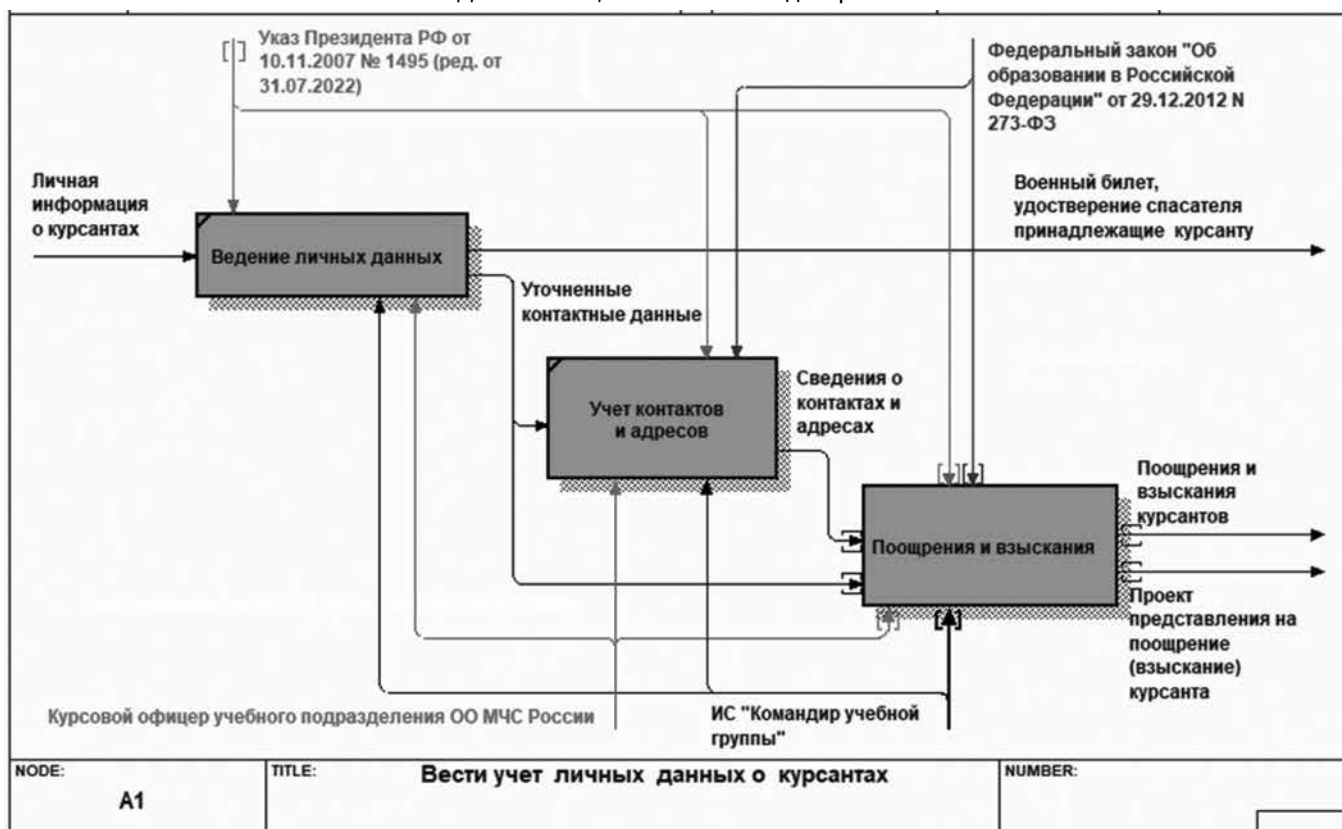 Указ Президента РФ от
10.11.2007 № 1495 (ред. от
31.07.2022)
Федеральный закон "Об
образовании в Российской
Федерации" от 29.12.2012 N
273-ФЗ
Личная
информация
о курсантах
Военный билет,
удостверение спасателя
принадлежащие курсанту
Ведение личных данных
Уточненные
контактные данные
Учет контактов
и адресов
Сведения о
контактах и
адресах
Поощрения и
взыскания
курсантов
Поощрения и взыскания
Проект
представления на
поощрение
(взыскание)
курсанта
Курсовой офицер учебного подразделения ОО МЧС России
ИС "Командир учебной
группы"
NODE:
A1
TITLE:
Вести учет личных данных о курсантах
NUMBER: